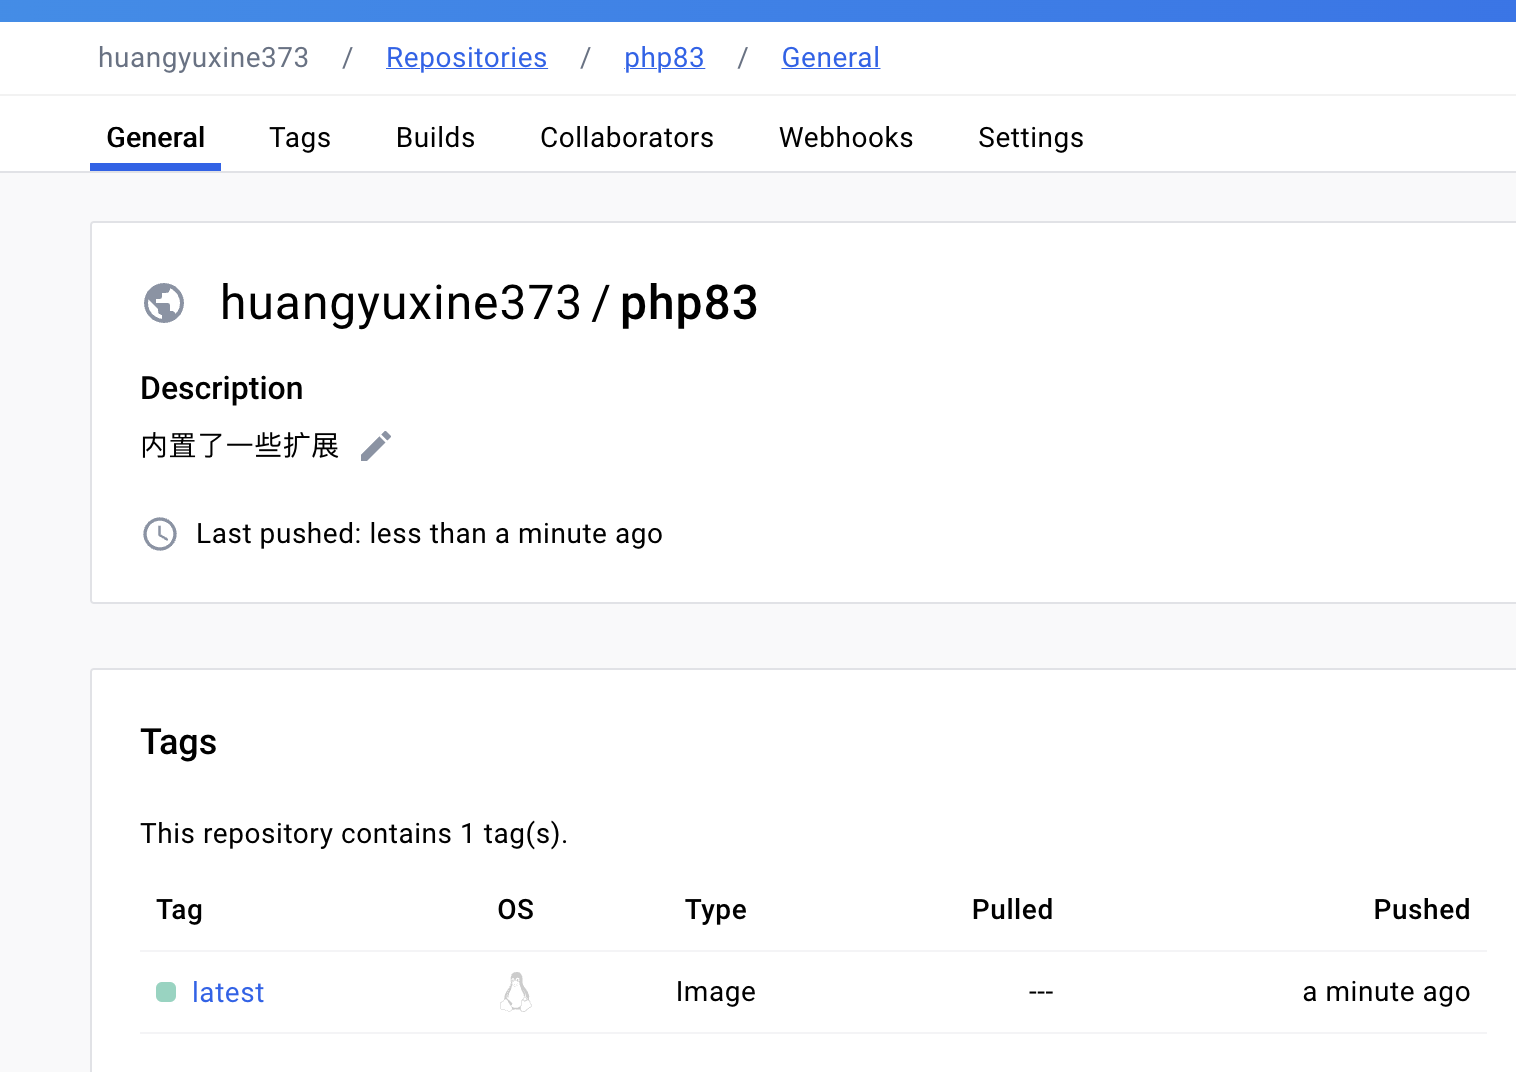 huangyuxine373 / Repositories / php83 / General
General Tags Builds Collaborators Webhooks Settings
huangyuxine373 / php83
Description
内置了一些扩展
Last pushed: less than a minute ago
Tags
This repository contains 1 tag(s).
Tag OS Type Pulled Pushed
latest Image --- a minute ago